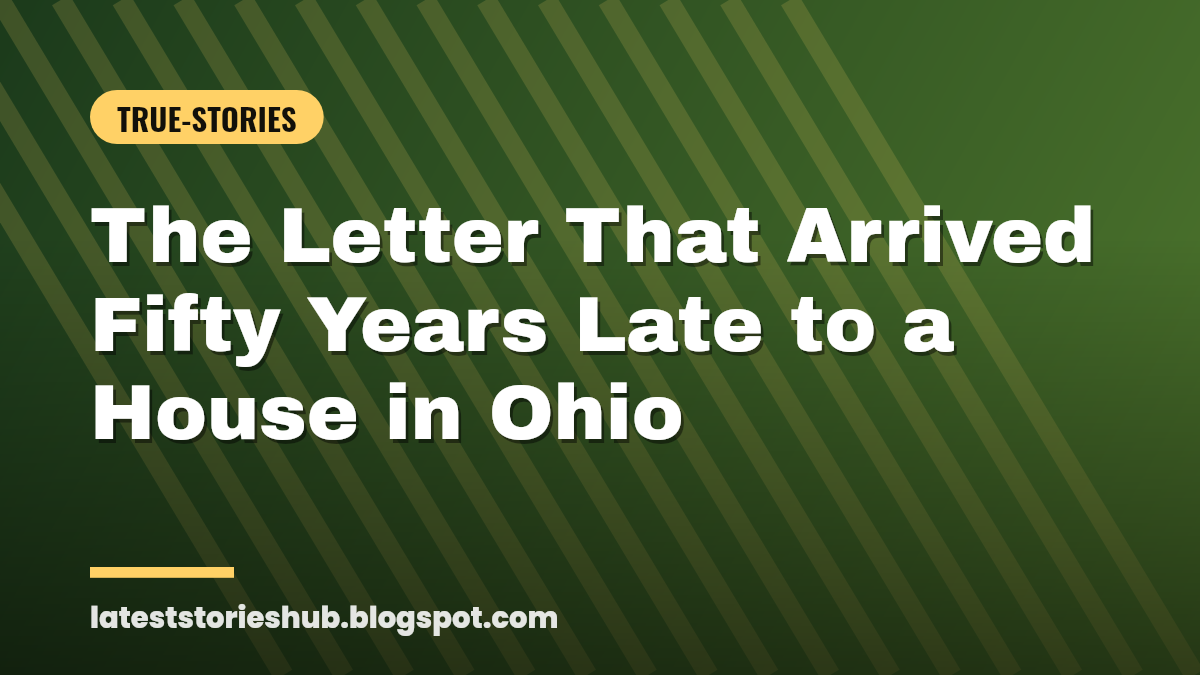 TRUE-STORIES
The Letter That Arrived
Fifty Years Late to a
House in Ohio
lateststorieshub.blogspot.com